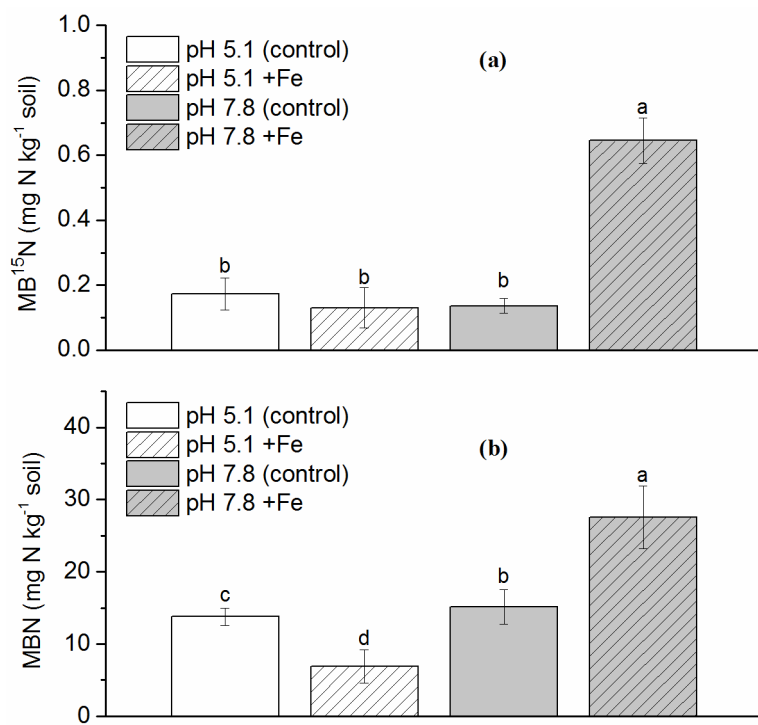 1.0
0.8
0.6
0.4
0.2
0.0
MB¹⁵N (mg N kg⁻¹ soil)
pH 5.1 (control)
pH 5.1 +Fe
pH 7.8 (control)
pH 7.8 +Fe
(a)
b
b
b
a
40
30
20
10
0
MBN (mg N kg⁻¹ soil)
pH 5.1 (control)
pH 5.1 +Fe
pH 7.8 (control)
pH 7.8 +Fe
(b)
c
d
b
a